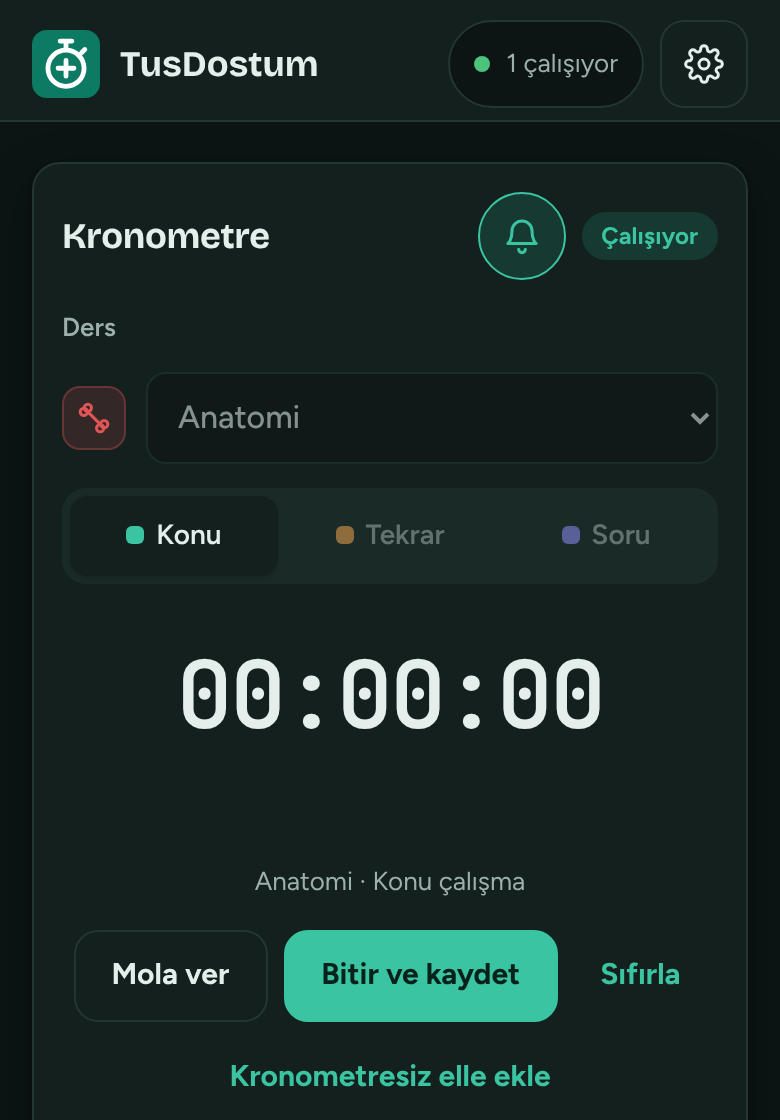 TusDostum
1 çalışıyor
Kronometre
Çalışıyor
Ders
Anatomi
Konu
Tekrar
Soru
00:00:00
Anatomi · Konu çalışma
Mola ver
Bitir ve kaydet
Sıfırla
Kronometresiz elle ekle